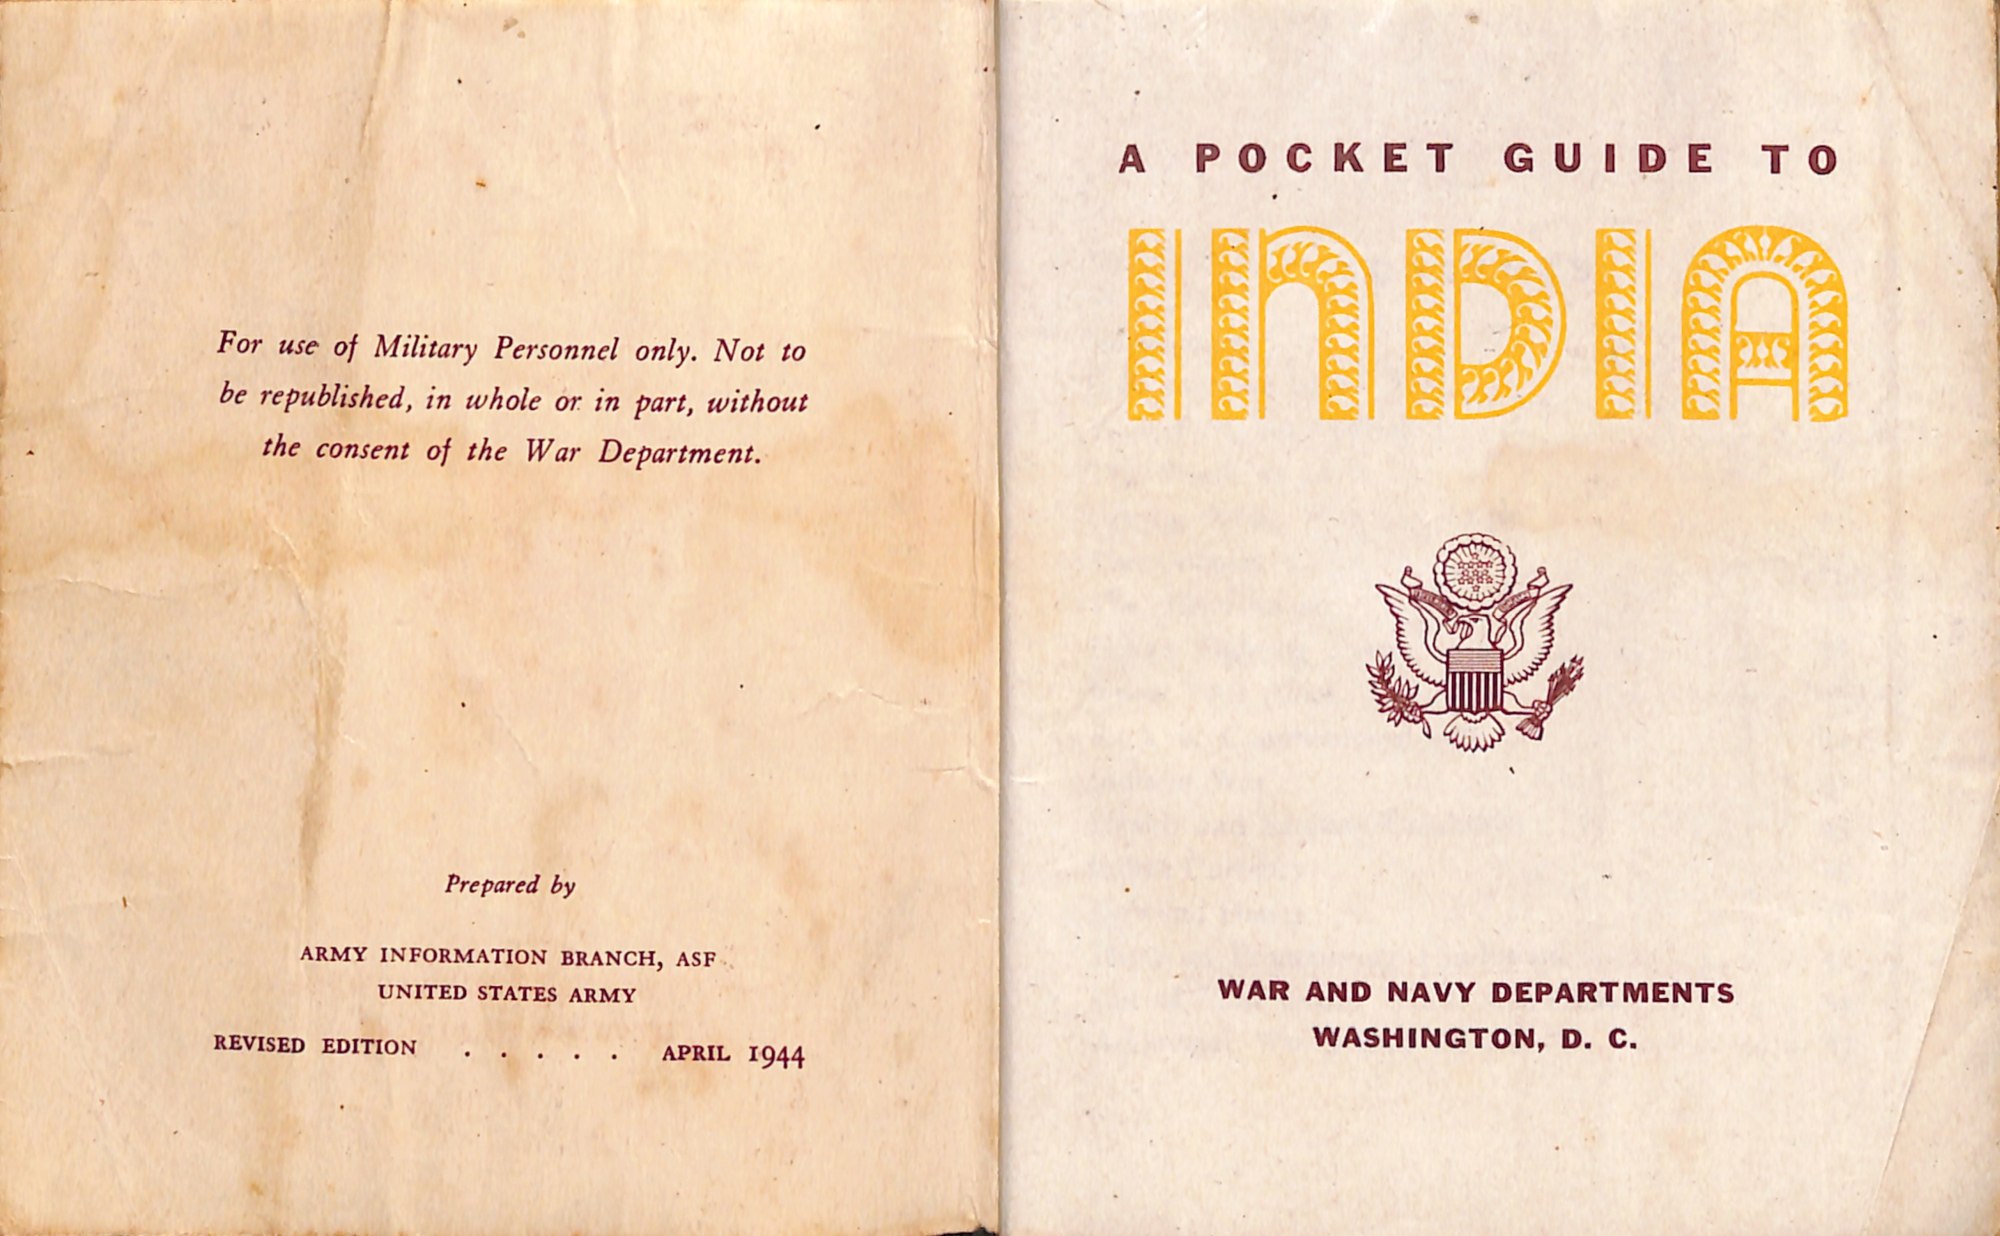 For use of Military Personnel only. Not to
be republished, in whole or in part, without
the consent of the War Department.
Prepared by
ARMY INFORMATION BRANCH, ASF
UNITED STATES ARMY
REVISED EDITION . . . . . APRIL 1944
A POCKET GUIDE TO
INDIA
WAR AND NAVY DEPARTMENTS
WASHINGTON, D. C.